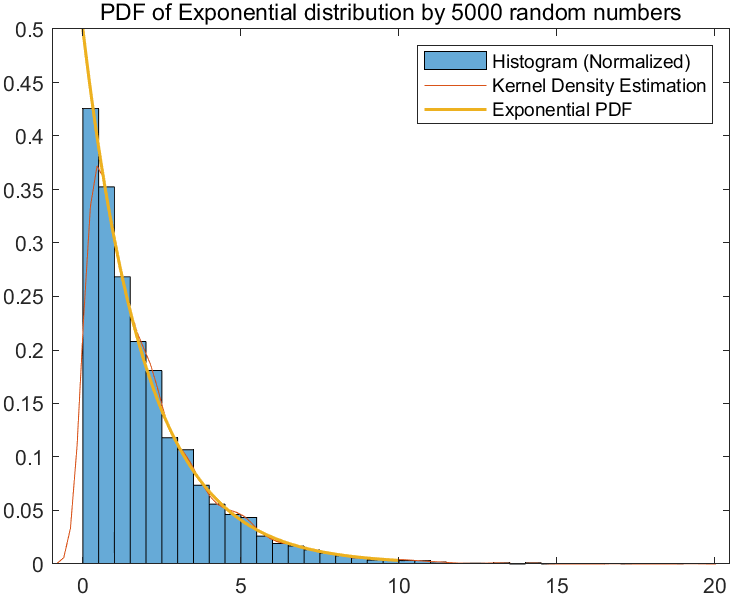 PDF of Exponential distribution by 5000 random numbers
0.5
0.45
0.4
0.35
0.3
0.25
0.2
0.15
0.1
0.05
0
Histogram (Normalized)
Kernel Density Estimation
Exponential PDF
0 5 10 15 20